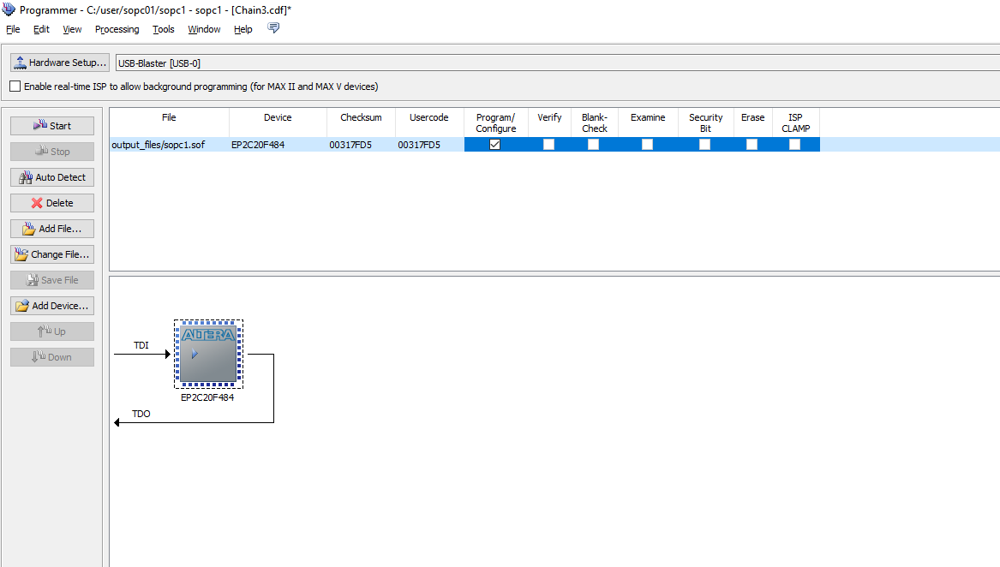 Programmer - C:/user/sopc01/sopc1 - sopc1 - [Chain3.cdf]*
File Edit View Processing Tools Window Help
Hardware Setup... USB-Blaster [USB-0]
Enable real-time ISP to allow background programming (for MAX II and MAX V devices)
Start
Stop
Auto Detect
Delete
Add File...
Change File...
Save File
Add Device...
Up
Down
File Device Checksum Usercode Program/ Verify Blank- Examine Security Erase ISP
Configure Check Bit CLAMP
output_files/sopc1.sof EP2C20F484 00317FD5 00317FD5
TDI
ALTERA
EP2C20F484
TDO